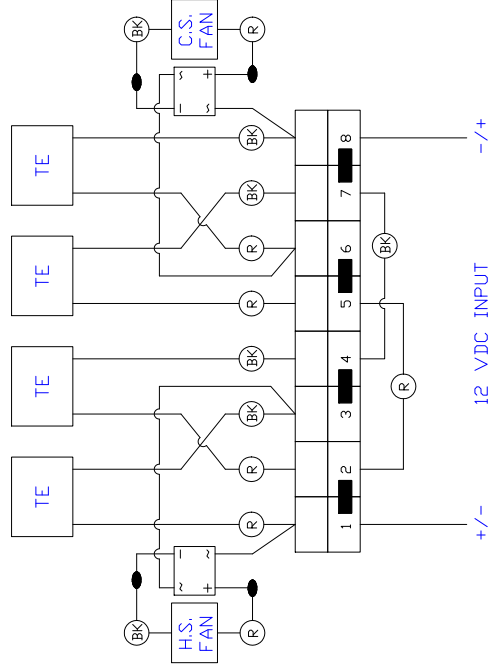 TE
TE
TE
TE
BK
C.S.
FAN
R
~
+
-
~
BK
BK
R
R
BK
BK
R
R
1
2
3
4
5
6
7
8
BK
R
~
+
-
~
BK
H.S.
FAN
R
+/-
12 VDC INPUT
-/+